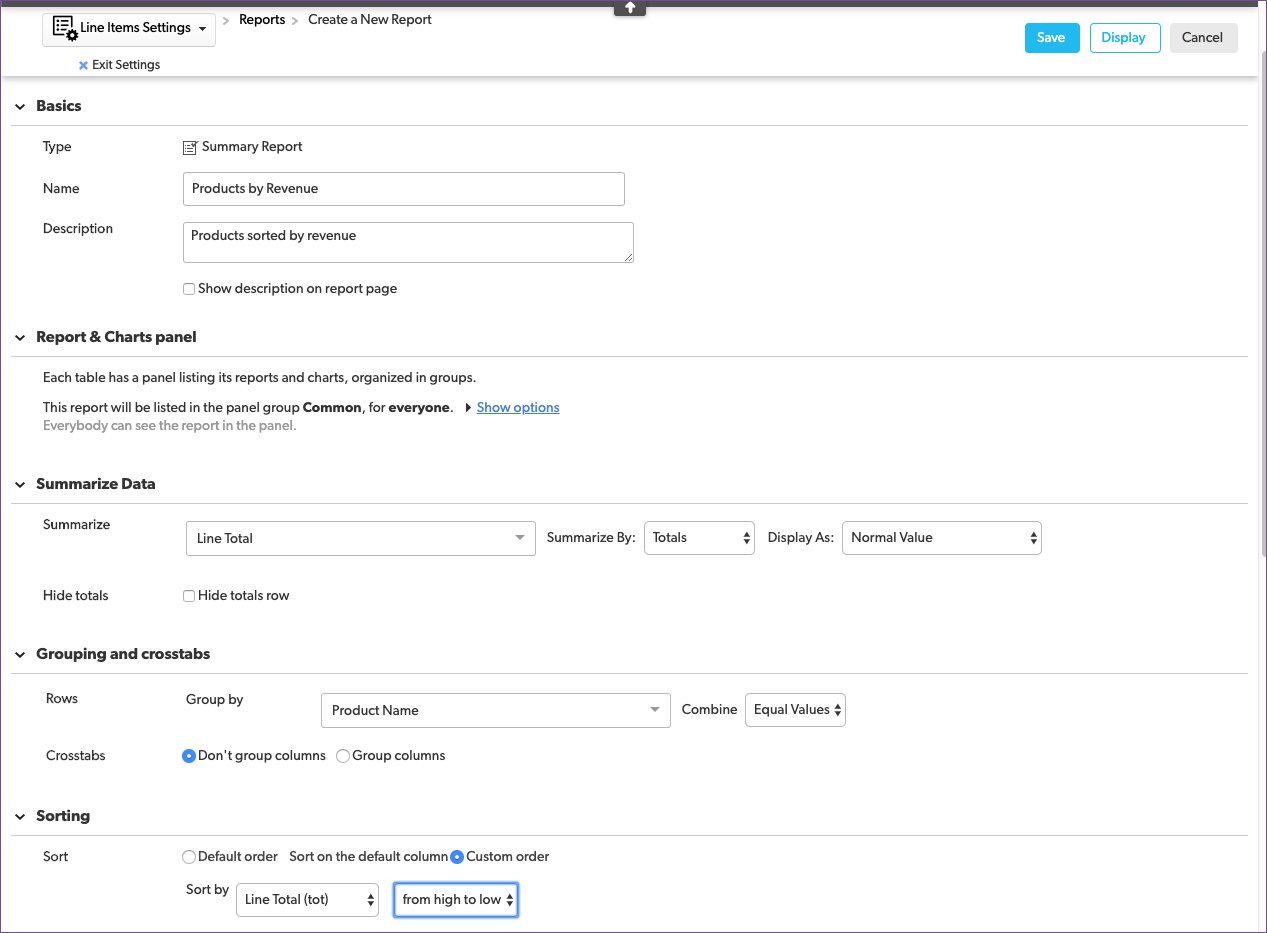 Line Items Settings > Reports > Create a New Report
Save Display Cancel
× Exit Settings
Basics
Type Summary Report
Name Products by Revenue
Description Products sorted by revenue
Show description on report page
Report & Charts panel
Each table has a panel listing its reports and charts, organized in groups.
This report will be listed in the panel group Common, for everyone. Show options
Everybody can see the report in the panel.
Summarize Data
Summarize Line Total Summarize By: Totals Display As: Normal Value
Hide totals Hide totals row
Grouping and crosstabs
Rows Group by Product Name Combine Equal Values
Crosstabs Don't group columns Group columns
Sorting
Sort Default order Sort on the default column Custom order
Sort by Line Total (tot) from high to low